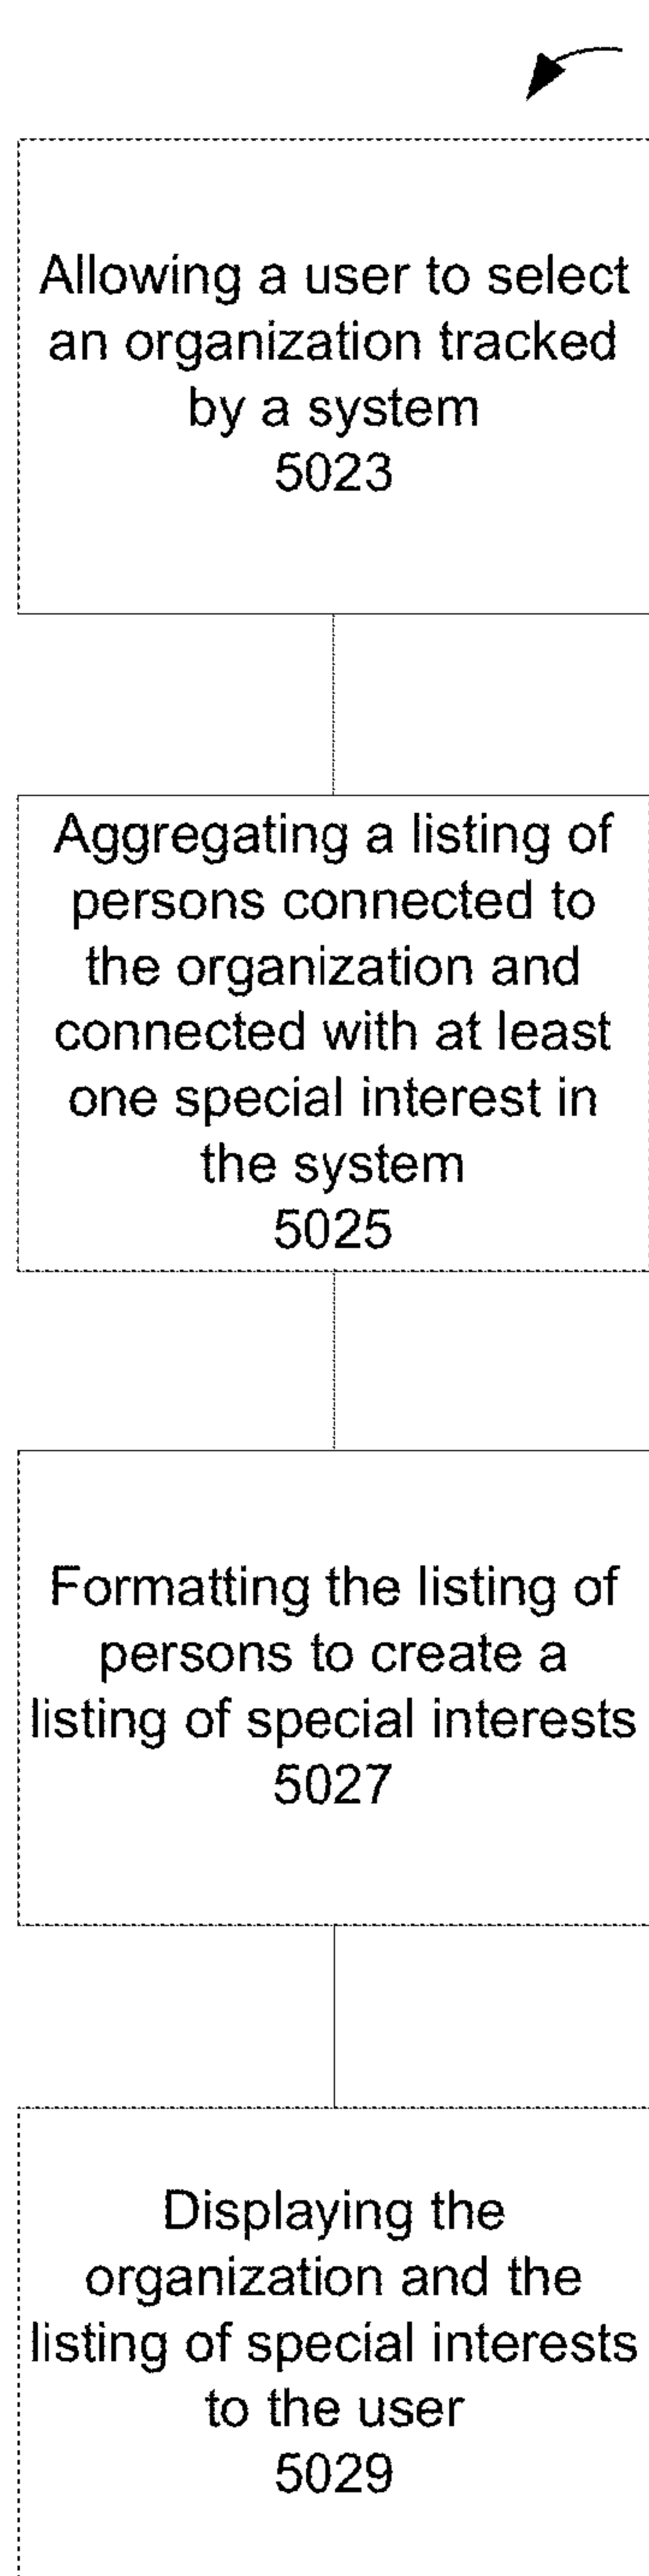 Allowing a user to select
an organization tracked
by a system
5023
Aggregating a listing of
persons connected to
the organization and
connected with at least
one special interest in
the system
5025
Formatting the listing of
persons to create a
listing of special interests
5027
Displaying the
organization and the
listing of special interests
to the user
5029